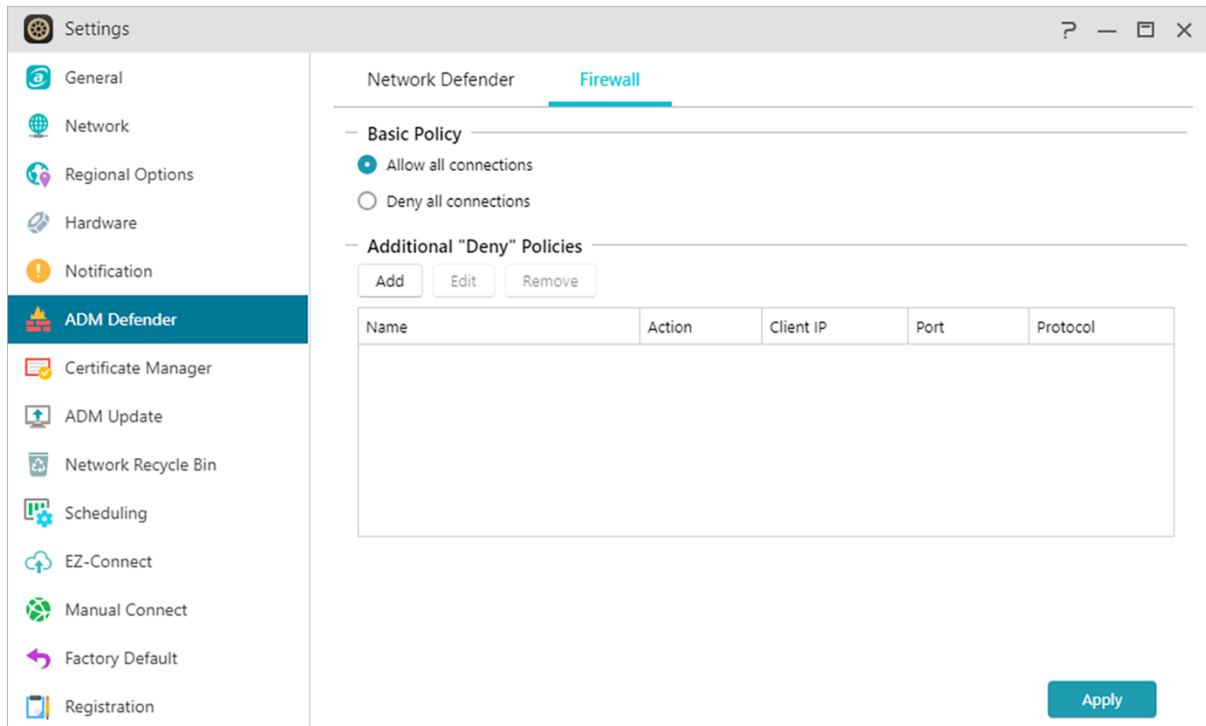 Settings
General
Network
Regional Options
Hardware
Notification
ADM Defender
Certificate Manager
ADM Update
Network Recycle Bin
Scheduling
EZ-Connect
Manual Connect
Factory Default
Registration
Network Defender Firewall
Basic Policy
Allow all connections
Deny all connections
Additional "Deny" Policies
Add Edit Remove
Name Action Client IP Port Protocol
Apply